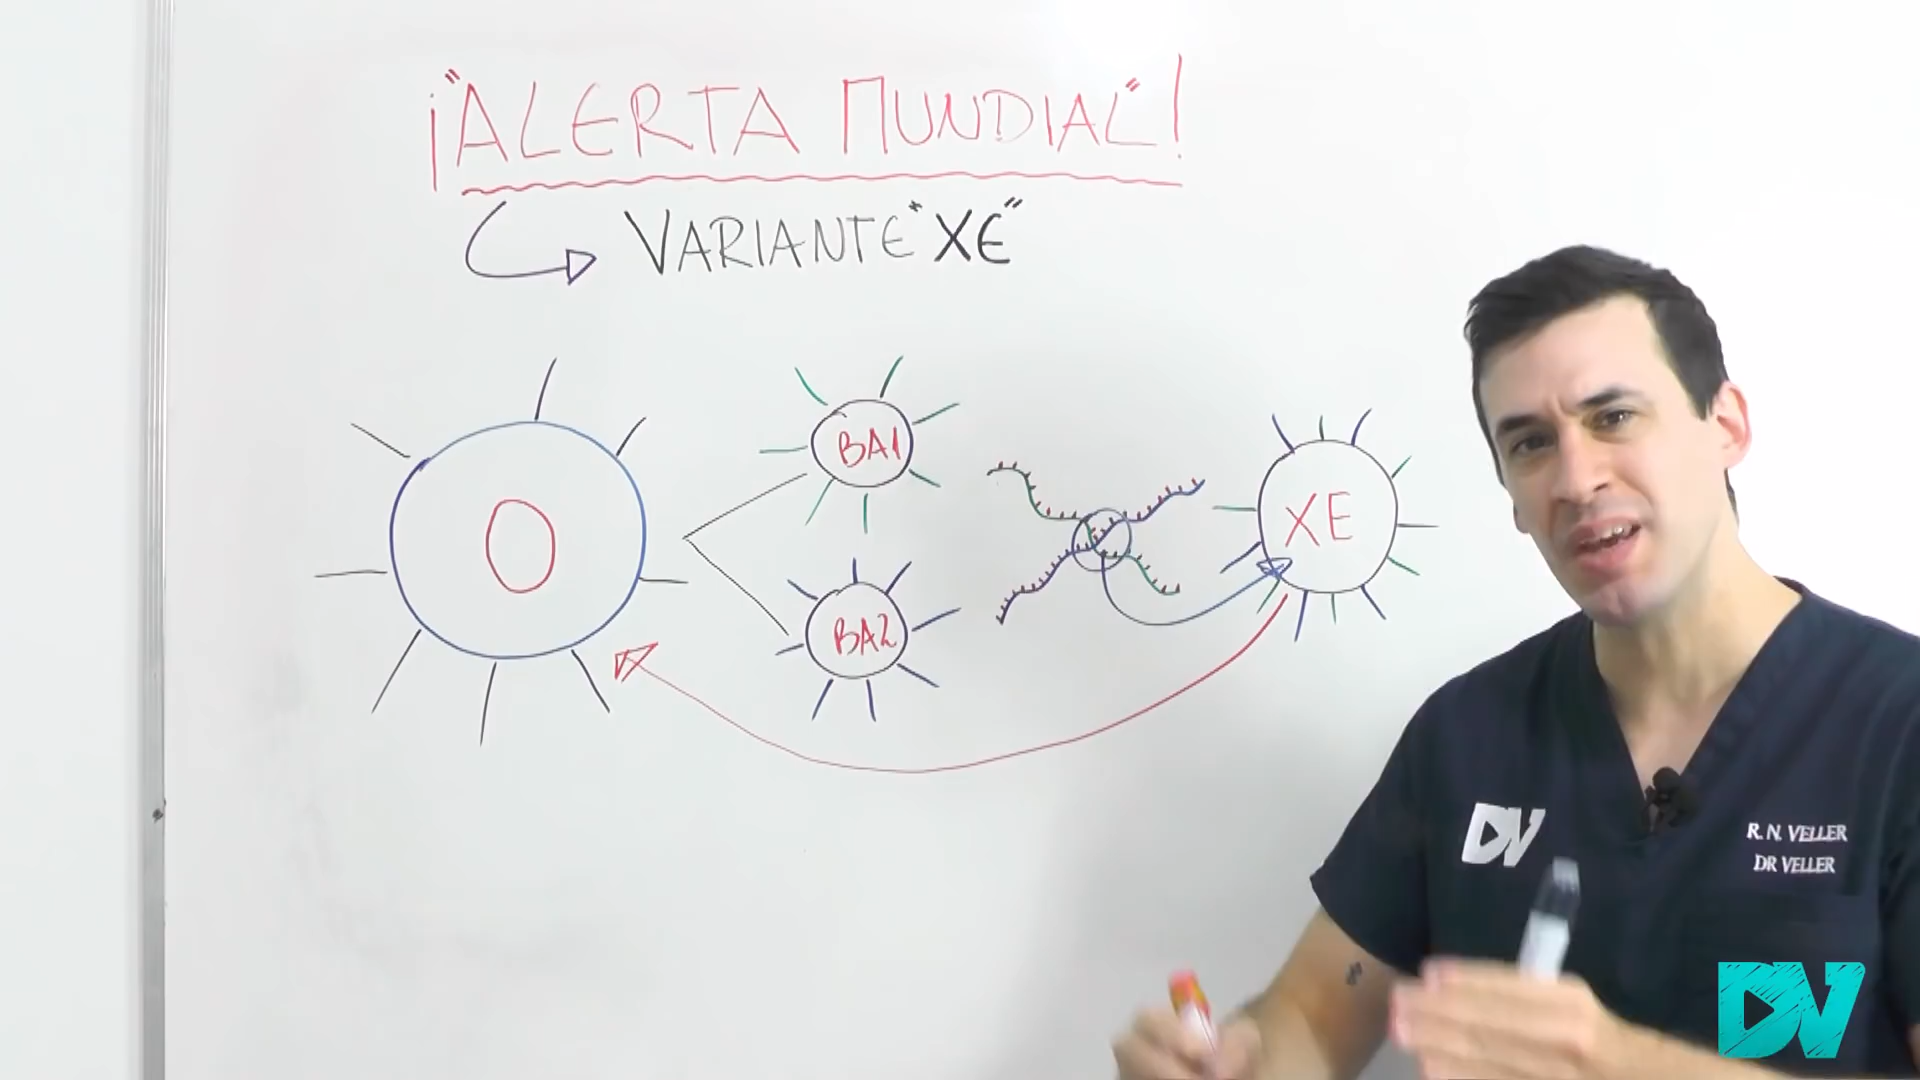 ¡"ALERTA MUNDIAL"!
VARIANTE "XE"
O
BA1
BA2
XE
DV
R. N. VELLER
DR VELLER
DV